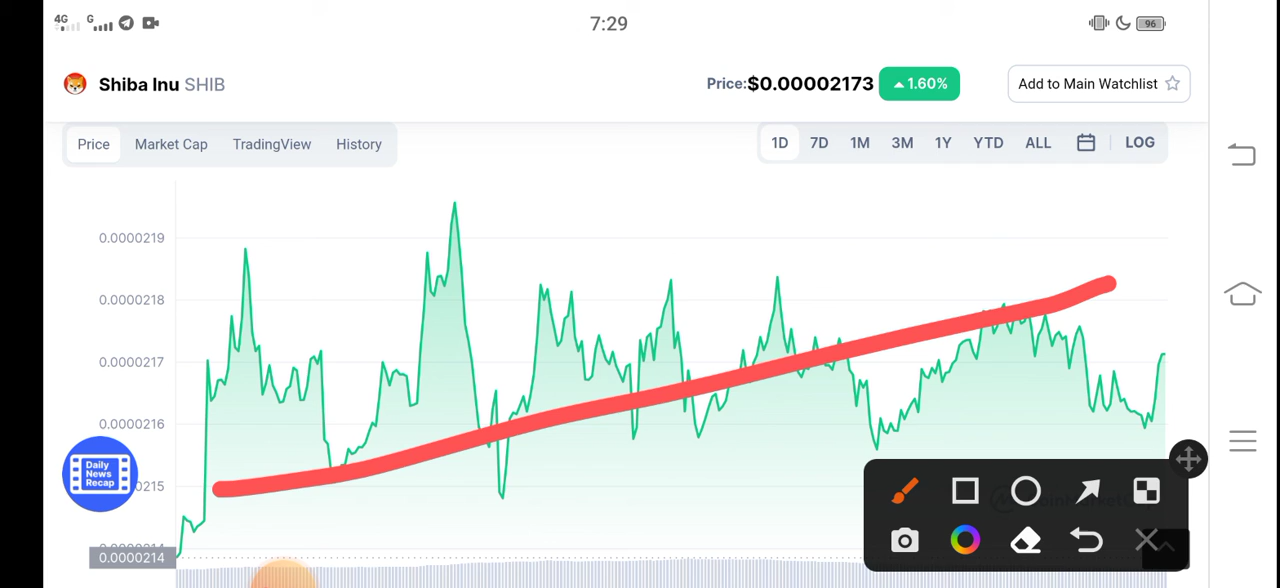 4G G 7:29 96
Shiba Inu SHIB Price:$0.00002173 1.60% Add to Main Watchlist
Price Market Cap TradingView History 1D 7D 1M 3M 1Y YTD ALL LOG
0.0000219
0.0000218
0.0000217
0.0000216
Daily
News
Recap
0.0000214